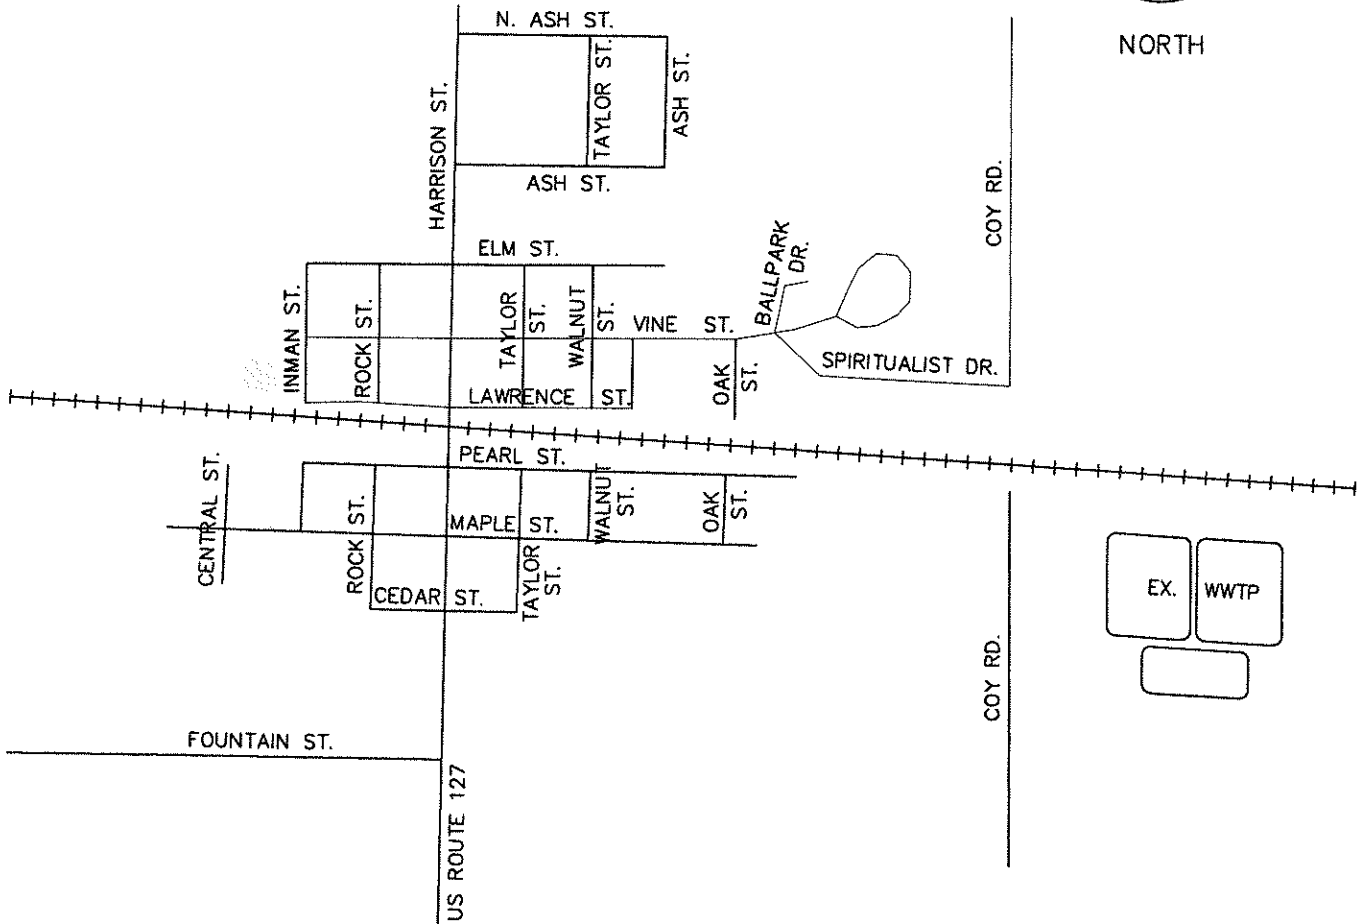 N. ASH ST.
NORTH
HARRISON ST.
TAYLOR ST.
ASH ST.
ASH ST.
COY RD.
ELM ST.
BALLPARK
DR.
INMAN ST.
ROCK ST.
TAYLOR
ST.
WALNUT
ST.
VINE ST.
OAK
ST.
SPIRITUALIST DR.
LAWRENCE ST.
PEARL ST.
CENTRAL ST.
ROCK ST.
MAPLE ST.
WALNUT
ST.
OAK
ST.
TAYLOR
ST.
CEDAR ST.
EX. WWTP
COY RD.
FOUNTAIN ST.
US ROUTE 127